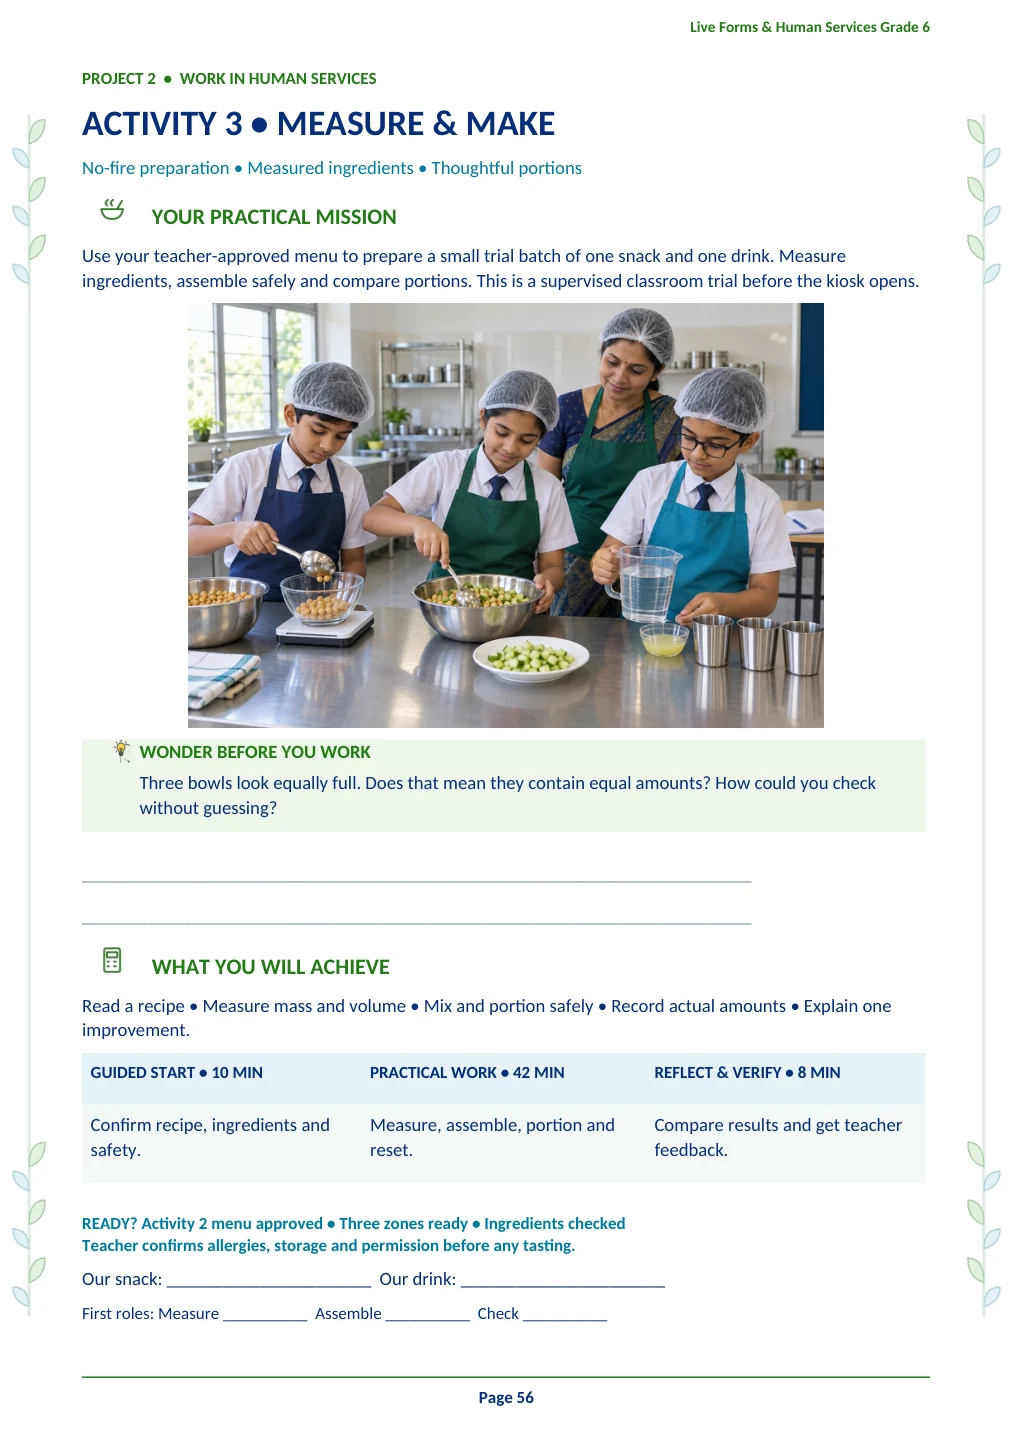 Live Forms & Human Services Grade 6
PROJECT 2 ● WORK IN HUMAN SERVICES
ACTIVITY 3 ● MEASURE & MAKE
No-fire preparation ● Measured ingredients ● Thoughtful portions
YOUR PRACTICAL MISSION
Use your teacher-approved menu to prepare a small trial batch of one snack and one drink. Measure
ingredients, assemble safely and compare portions. This is a supervised classroom trial before the kiosk opens.
WONDER BEFORE YOU WORK
Three bowls look equally full. Does that mean they contain equal amounts? How could you check
without guessing?
WHAT YOU WILL ACHIEVE
Read a recipe ● Measure mass and volume ● Mix and portion safely ● Record actual amounts ● Explain one
improvement.
GUIDED START ● 10 MIN
Confirm recipe, ingredients and
safety.
PRACTICAL WORK ● 42 MIN
Measure, assemble, portion and
reset.
REFLECT & VERIFY ● 8 MIN
Compare results and get teacher
feedback.
READY? Activity 2 menu approved ● Three zones ready ● Ingredients checked
Teacher confirms allergies, storage and permission before any tasting.
Our snack: ______________________ Our drink: ______________________
First roles: Measure __________ Assemble __________ Check __________
Page 56